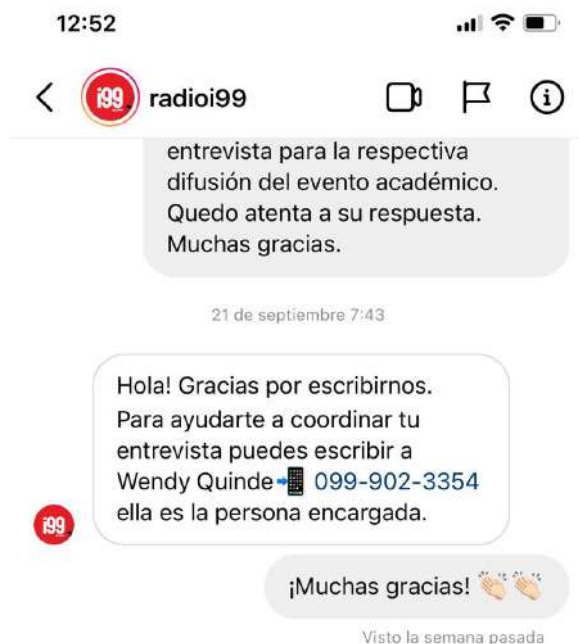 12:52
i99
radioi99
entrevista para la respectiva
difusión del evento académico.
Quedo atenta a su respuesta.
Muchas gracias.
21 de septiembre 7:43
Hola! Gracias por escribirnos.
Para ayudarte a coordinar tu
entrevista puedes escribir a
Wendy Quinde📲 099-902-3354
ella es la persona encargada.
i99
¡Muchas gracias! 👏🏻👏🏻
Visto la semana pasada